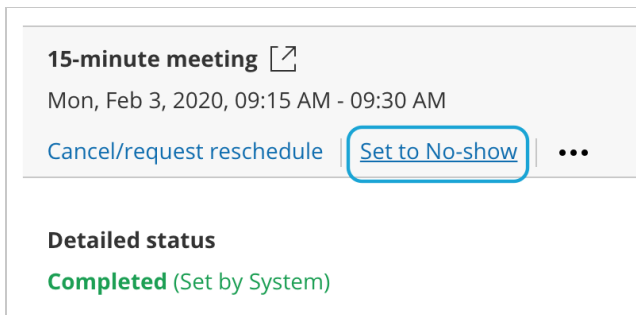 15-minute meeting
Mon, Feb 3, 2020, 09:15 AM - 09:30 AM
Cancel/request reschedule | Set to No-show | •••
Detailed status
Completed (Set by System)